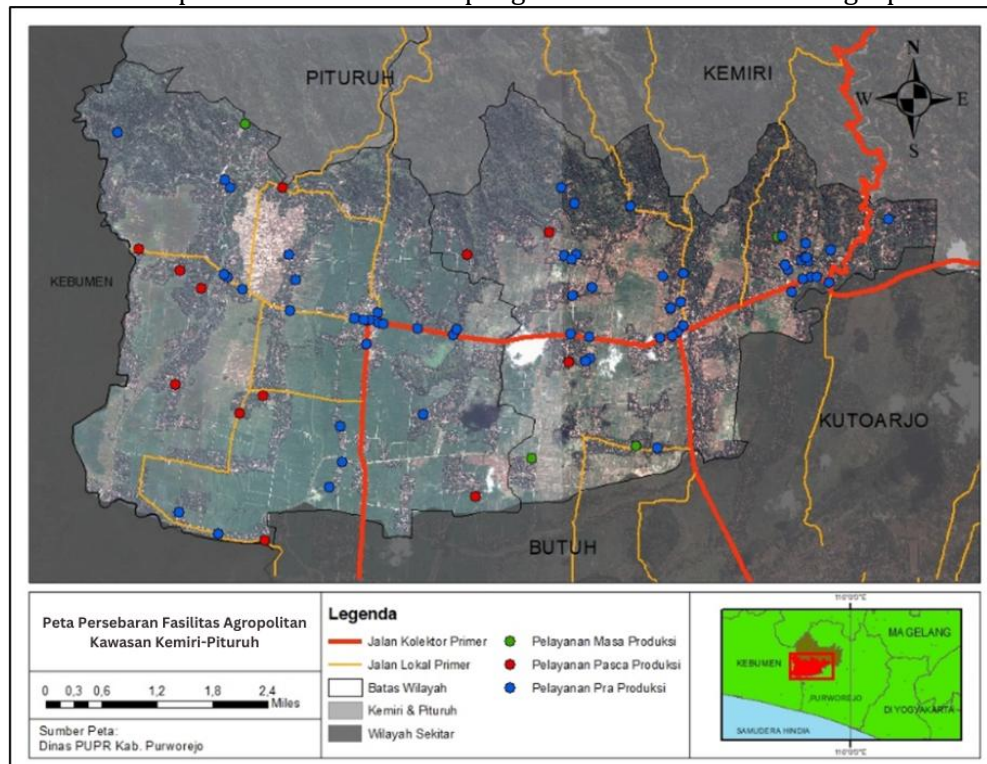 PITURUH
KEMIRI
N
W E
S
KEBUMEN
KUTOARJO
BUTUH
Peta Persebaran Fasilitas Agropolitan
Kawasan Kemiri-Pituruh
0 0,3 0,6 1,2 1,8 2,4
Miles
Sumber Peta:
Dinas PUPR Kab. Purworejo
Legenda
Jalan Kolektor Primer
Jalan Lokal Primer
Batas Wilayah
Kemiri & Pituruh
Wilayah Sekitar
Pelayanan Masa Produksi
Pelayanan Pasca Produksi
Pelayanan Pra Produksi
MAGELANG
KEBUMEN
PURWOREJO
DI YOGYAKARTA
SAMUDERA HINDIA